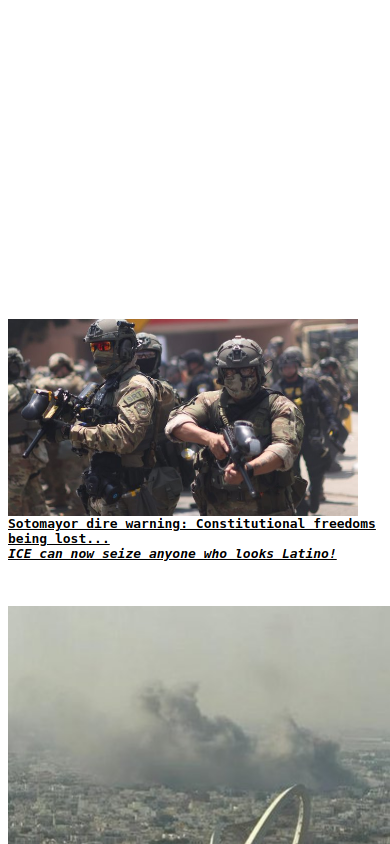 Sotomayor dire warning: Constitutional freedoms
being lost...
ICE can now seize anyone who looks Latino!